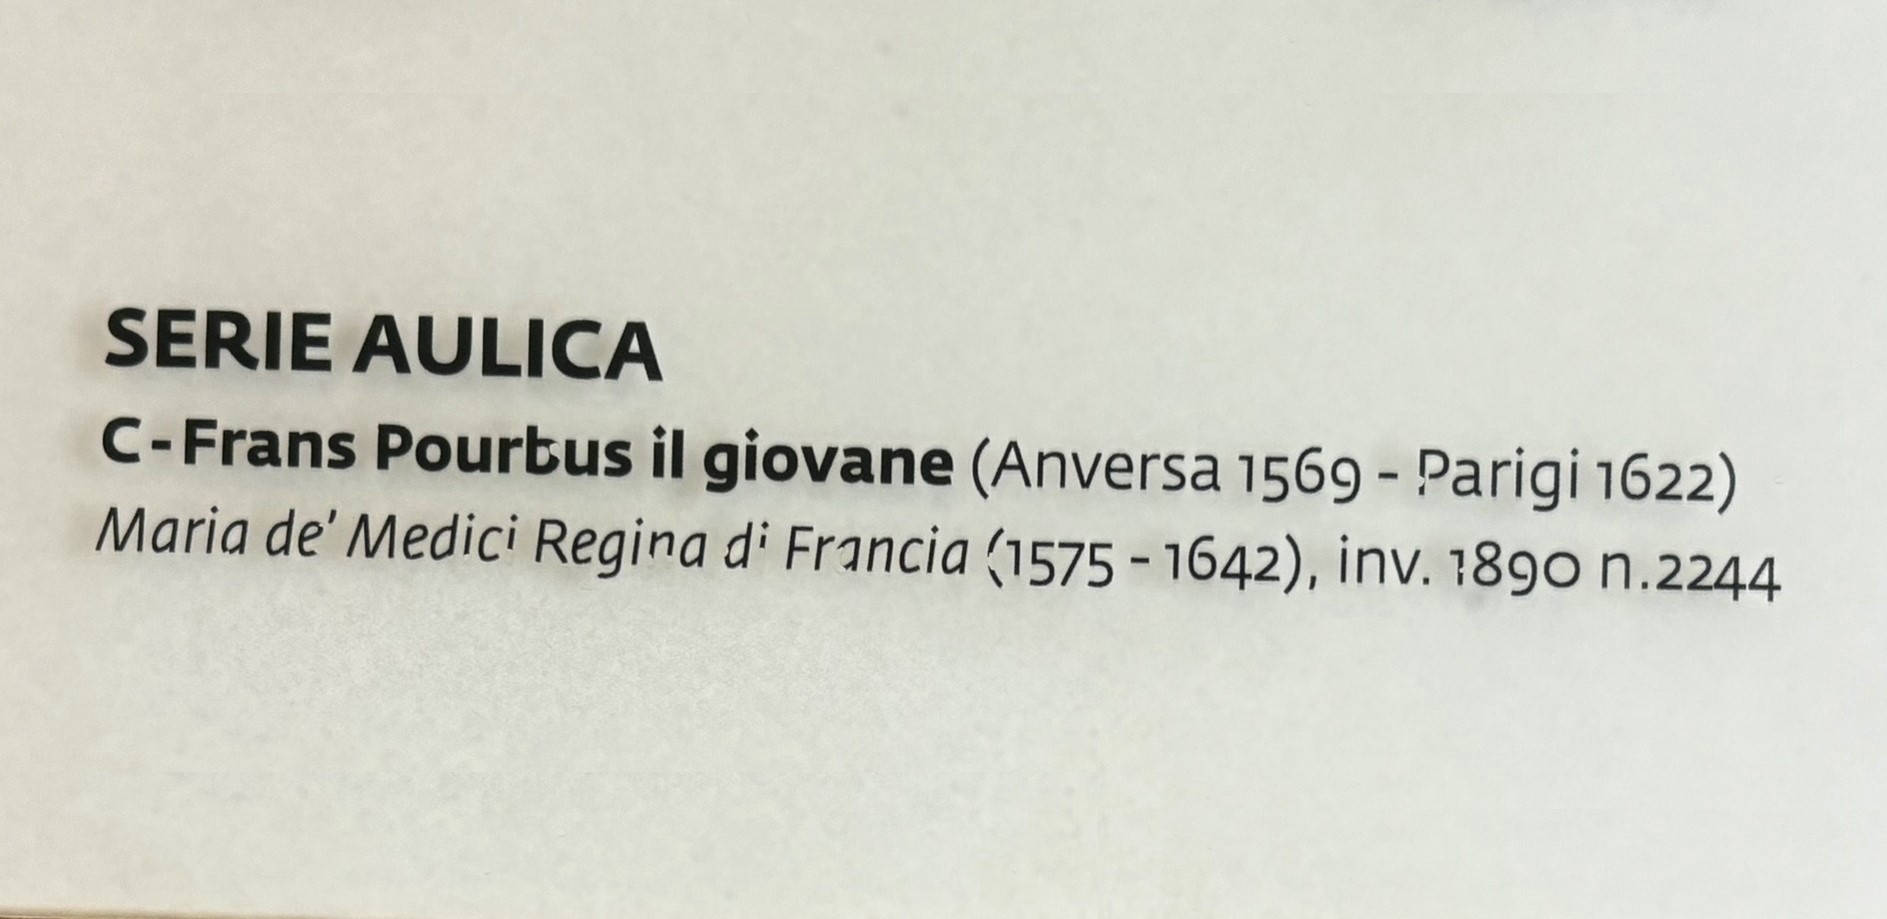 SERIE AULICA
C-Frans Pourbus il giovane (Anversa 1569 - Parigi 1622)
Maria de' Medici Regina di Francia (1575 - 1642), inv. 1890 n.2244